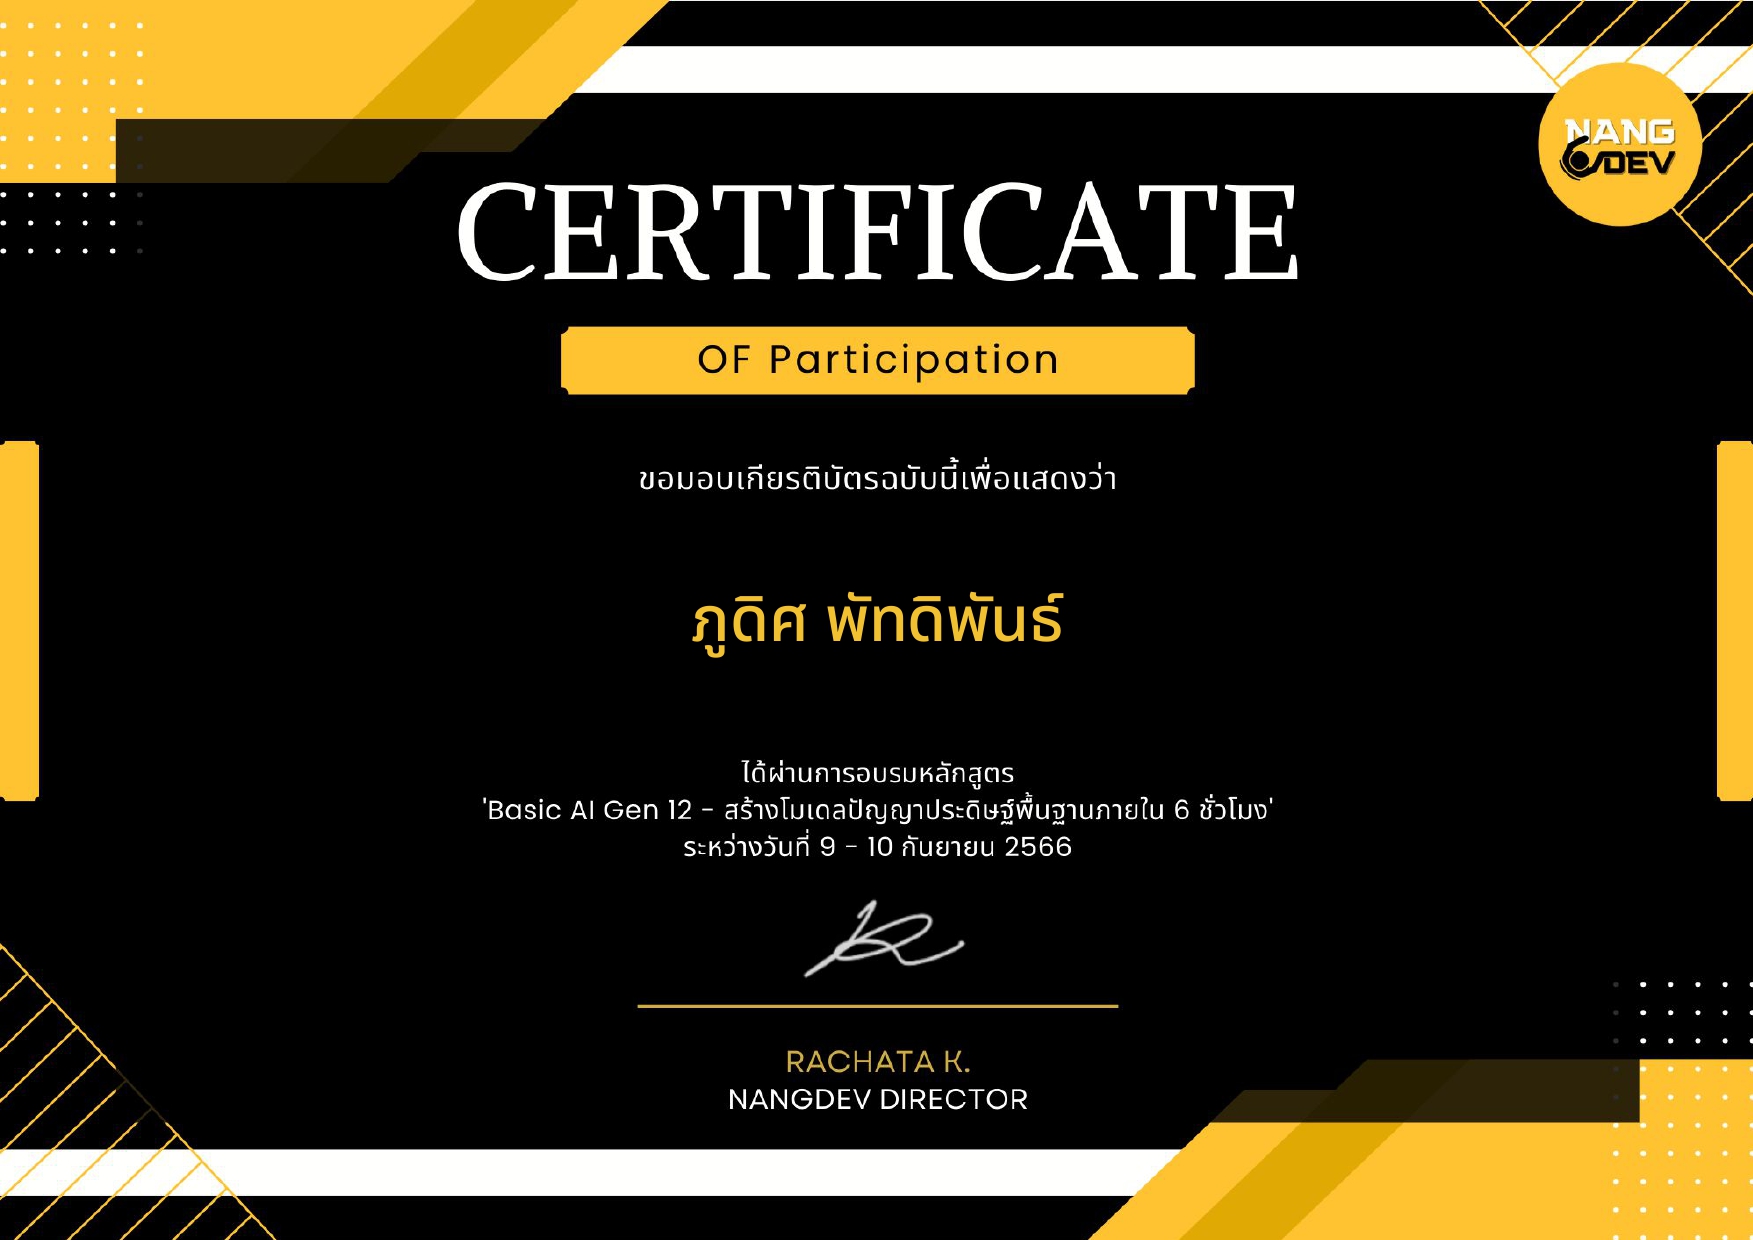 NANG
DEV
CERTIFICATE
OF Participation
ขอมอบเกียรติบัตรฉบับนี้เพื่อแสดงว่า
ภูดิศ พัทดิพันธ์
ได้ผ่านการอบรมหลักสูตร
'Basic AI Gen 12 - สร้างโมเดลปัญญาประดิษฐ์พื้นฐานภายใน 6 ชั่วโมง'
ระหว่างวันที่ 9 - 10 กันยายน 2566
RACHATA K.
NANGDEV DIRECTOR